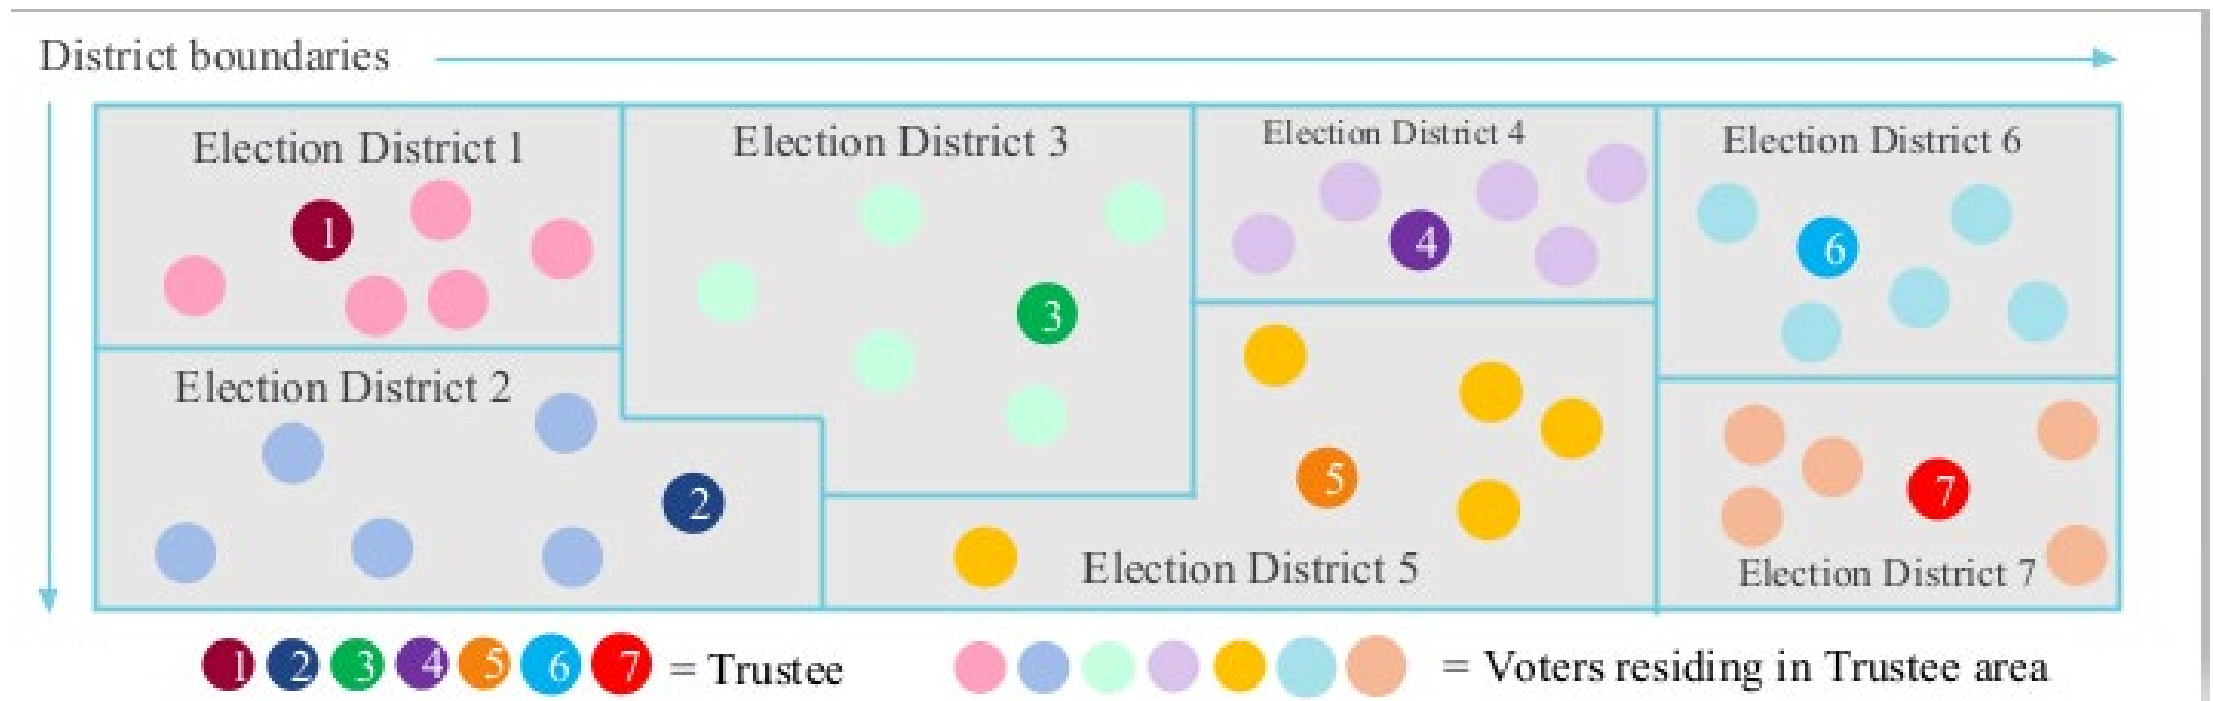 District boundaries
Election District 1
Election District 3
Election District 4
Election District 6
1
3
4
6
Election District 2
2
5
7
Election District 5
Election District 7
1 2 3 4 5 6 7 = Trustee
= Voters residing in Trustee area